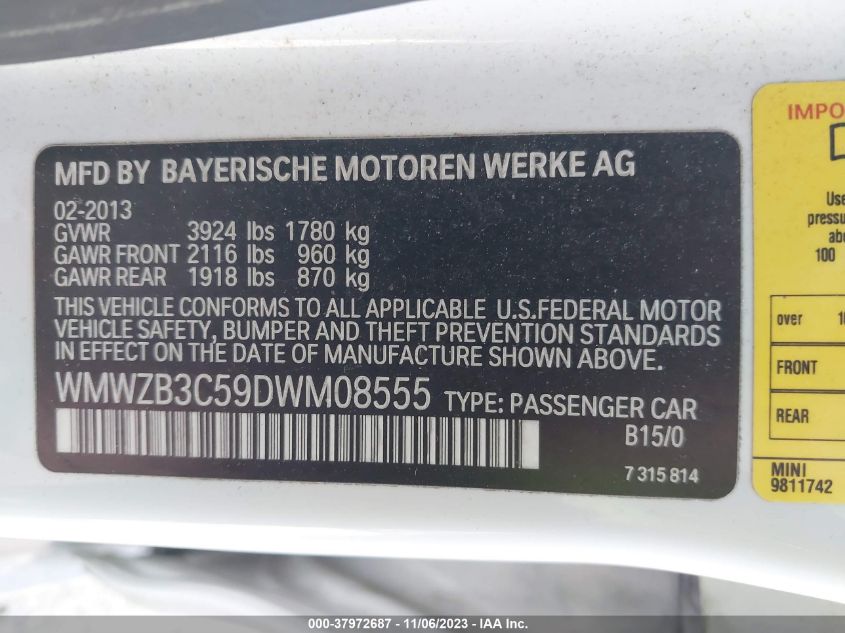 MFD BY BAYERISCHE MOTOREN WERKE AG
02-2013
GVWR 3924 lbs 1780 kg
GAWR FRONT 2116 lbs 960 kg
GAWR REAR 1918 lbs 870 kg
THIS VEHICLE CONFORMS TO ALL APPLICABLE U.S.FEDERAL MOTOR
VEHICLE SAFETY, BUMPER AND THEFT PREVENTION STANDARDS
IN EFFECT ON THE DATE OF MANUFACTURE SHOWN ABOVE.
WMWZB3C59DWM08555 TYPE: PASSENGER CAR
B15/0
7 315 814
Use
100
over
FRONT
REAR
MINI
9811742
000-37972687 - 11/06/2023 - IAA Inc.